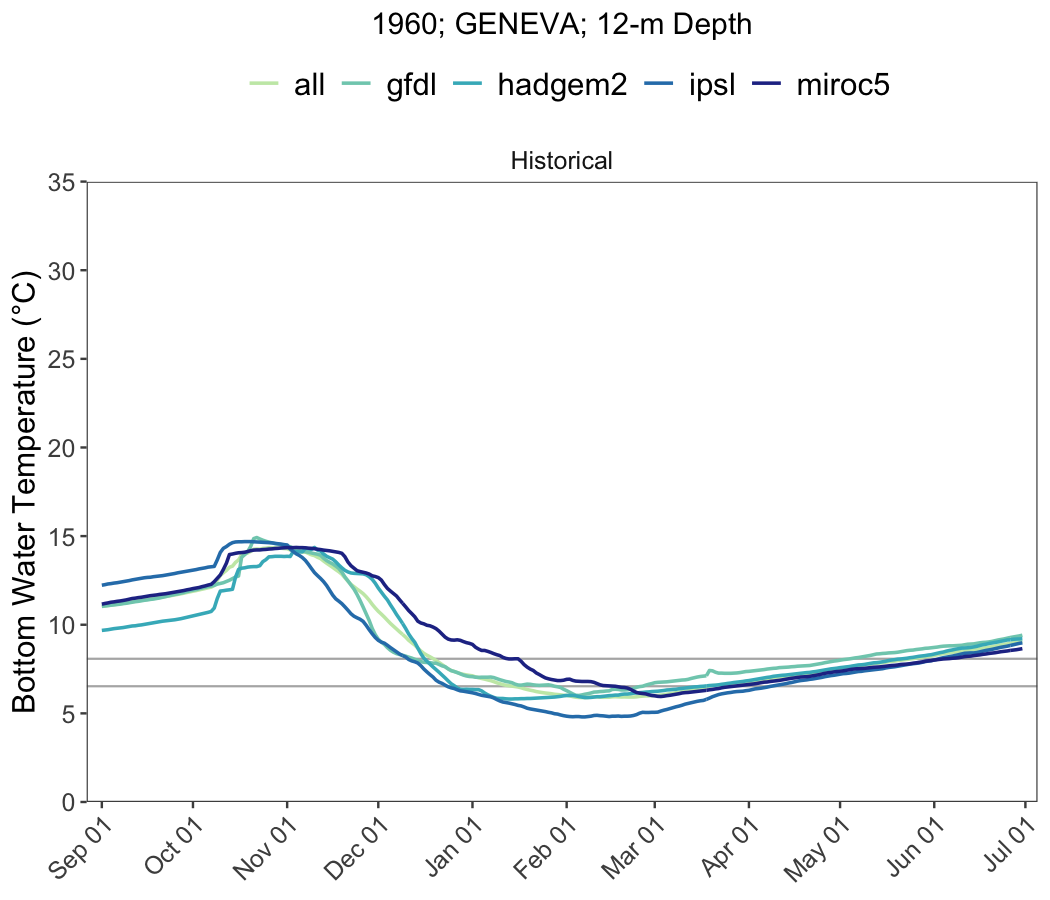 1960; GENEVA; 12-m Depth
all gfdl hadgem2 ipsl miroc5
Historical
Bottom Water Temperature (°C)
35
30
25
20
15
10
5
0
Sep 01 Oct 01 Nov 01 Dec 01 Jan 01 Feb 01 Mar 01 Apr 01 May 01 Jun 01 Jul 01